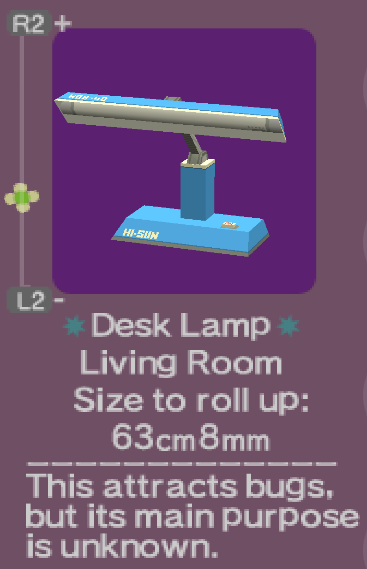 R2 +
HI-SUN
L2 -
Desk Lamp
Living Room
Size to roll up:
63cm8mm
This attracts bugs,
but its main purpose
is unknown.